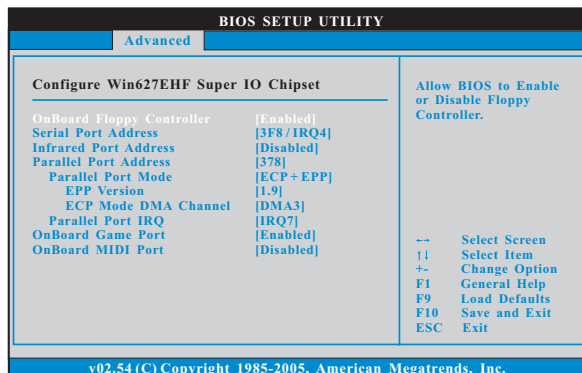 BIOS SETUP UTILITY
Advanced
Configure Win627EHF Super IO Chipset
OnBoard Floppy Controller [Enabled]
Serial Port Address [3F8 / IRQ4]
Infrared Port Address [Disabled]
Parallel Port Address [378]
Parallel Port Mode [ECP + EPP]
EPP Version [1.9]
ECP Mode DMA Channel [DMA3]
Parallel Port IRQ [IRQ7]
OnBoard Game Port [Enabled]
OnBoard MIDI Port [Disabled]
Allow BIOS to Enable
or Disable Floppy
Controller.
←→ Select Screen
↑↓ Select Item
+- Change Option
F1 General Help
F9 Load Defaults
F10 Save and Exit
ESC Exit
v02.54 (C) Copyright 1985-2005, American Megatrends, Inc.